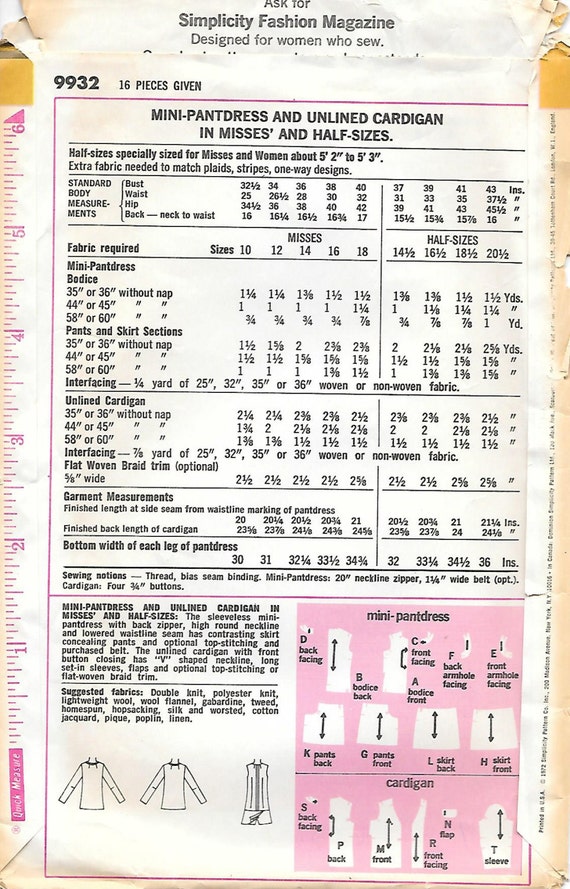 Ask for
Simplicity Fashion Magazine
Designed for women who sew.
9932 16 PIECES GIVEN
MINI-PANTDRESS AND UNLINED CARDIGAN
IN MISSES' AND HALF-SIZES.
Half-sizes specially sized for Misses and Women about 5' 2" to 5' 3".
Extra fabric needed to match plaids, stripes, one-way designs.
STANDARD Bust 32½ 34 36 38 40 37 39 41 43 Ins.
BODY Waist 25 26½ 28 30 32 31 33 35 37½ "
MEASURE- Hip 34½ 36 38 40 42 39 41 43 45½ "
MENTS Back — neck to waist 16 16¼ 16½ 16¾ 17 15½ 15¾ 15⅞ 16 "
MISSES HALF-SIZES
Fabric required Sizes 10 12 14 16 18 14½ 16½ 18½ 20½
Mini-Pantdress
Bodice
35" or 36" without nap 1¼ 1¼ 1⅜ 1½ 1½ 1⅜ 1⅜ 1½ 1½ Yds.
44" or 45" " " 1 1 1 1 1¼ 1 1⅛ 1¼ 1¼ "
58" or 60" " " ¾ ¾ ¾ ¾ ¾ ¾ ⅞ ⅞ 1 Yd.
Pants and Skirt Sections
35" or 36" without nap 1½ 1⅝ 2 2⅜ 2⅜ 2 2⅛ 2⅛ 2⅝ Yds.
44" or 45" " " 1½ 1½ 1⅝ 1⅝ 1⅝ 1½ 1½ 1⅝ 1⅝ "
58" or 60" " " 1 1 1 1⅜ 1½ 1 1⅜ 1⅜ 1⅝ "
Interfacing — ¼ yard of 25", 32", 35" or 36" woven or non-woven fabric.
Unlined Cardigan
35" or 36" without nap 2¼ 2¼ 2⅜ 2⅜ 2½ 2⅜ 2⅜ 2⅜ 2½ "
44" or 45" " " 1¾ 2 2⅛ 2⅛ 2⅛ 2 2 2⅛ 2⅛ "
58" or 60" " " 1⅜ 1⅜ 1½ 1½ 1½ 1½ 1½ 1½ 1½ "
Interfacing — ⅞ yard of 25", 32", 35" or 36" woven or non-woven fabric.
Flat Woven Braid trim (optional)
⅝" wide 2½ 2½ 2½ 2½ 2⅝ 2½ 2½ 2⅝ 2⅝ "
Garment Measurements
Finished length at side seam from waistline marking of pantdress
20 20¼ 20½ 20¾ 21 20½ 20¾ 21 21¼ Ins.
Finished back length of cardigan 23⅝ 23⅞ 24⅛ 24⅜ 24⅝ 23⅝ 23⅞ 24 24⅛ "
Bottom width of each leg of pantdress
30 31 32¼ 33½ 34¾ 32 33¼ 34½ 36 Ins.
Sewing notions — Thread, bias seam binding. Mini-Pantdress: 20" neckline zipper, 1¼" wide belt (opt.).
Cardigan: Four ¾" buttons.
MINI-PANTDRESS AND UNLINED CARDIGAN IN
MISSES' AND HALF-SIZES: The sleeveless mini-
pantdress with back zipper, high round neckline
and lowered waistline seam has contrasting skirt
concealing pants and optional top-stitching and
purchased belt. The unlined cardigan with front
button closing has "V" shaped neckline, long
set-in sleeves, flaps and optional top-stitching or
flat-woven braid trim.
Suggested fabrics: Double knit, polyester knit,
lightweight wool, wool flannel, gabardine, tweed,
homespun, hopsacking, silk and worsted, cotton
jacquard, pique, poplin, linen.
mini-pantdress
D
back
facing
B
bodice
back
C
front
facing
A
bodice
front
F
back
armhole
facing
E
front
armhole
facing
K pants
back
G pants
front
L skirt
back
H skirt
front
cardigan
S
back
facing
P
back
M
front
R
front
facing
N
flap
T
sleeve
6
5
4
3
2
1
Quick Measure
Printed in U.S.A. © 1972 Simplicity Pattern Co. Inc. 200 Madison Avenue, New York, N.Y. 10016